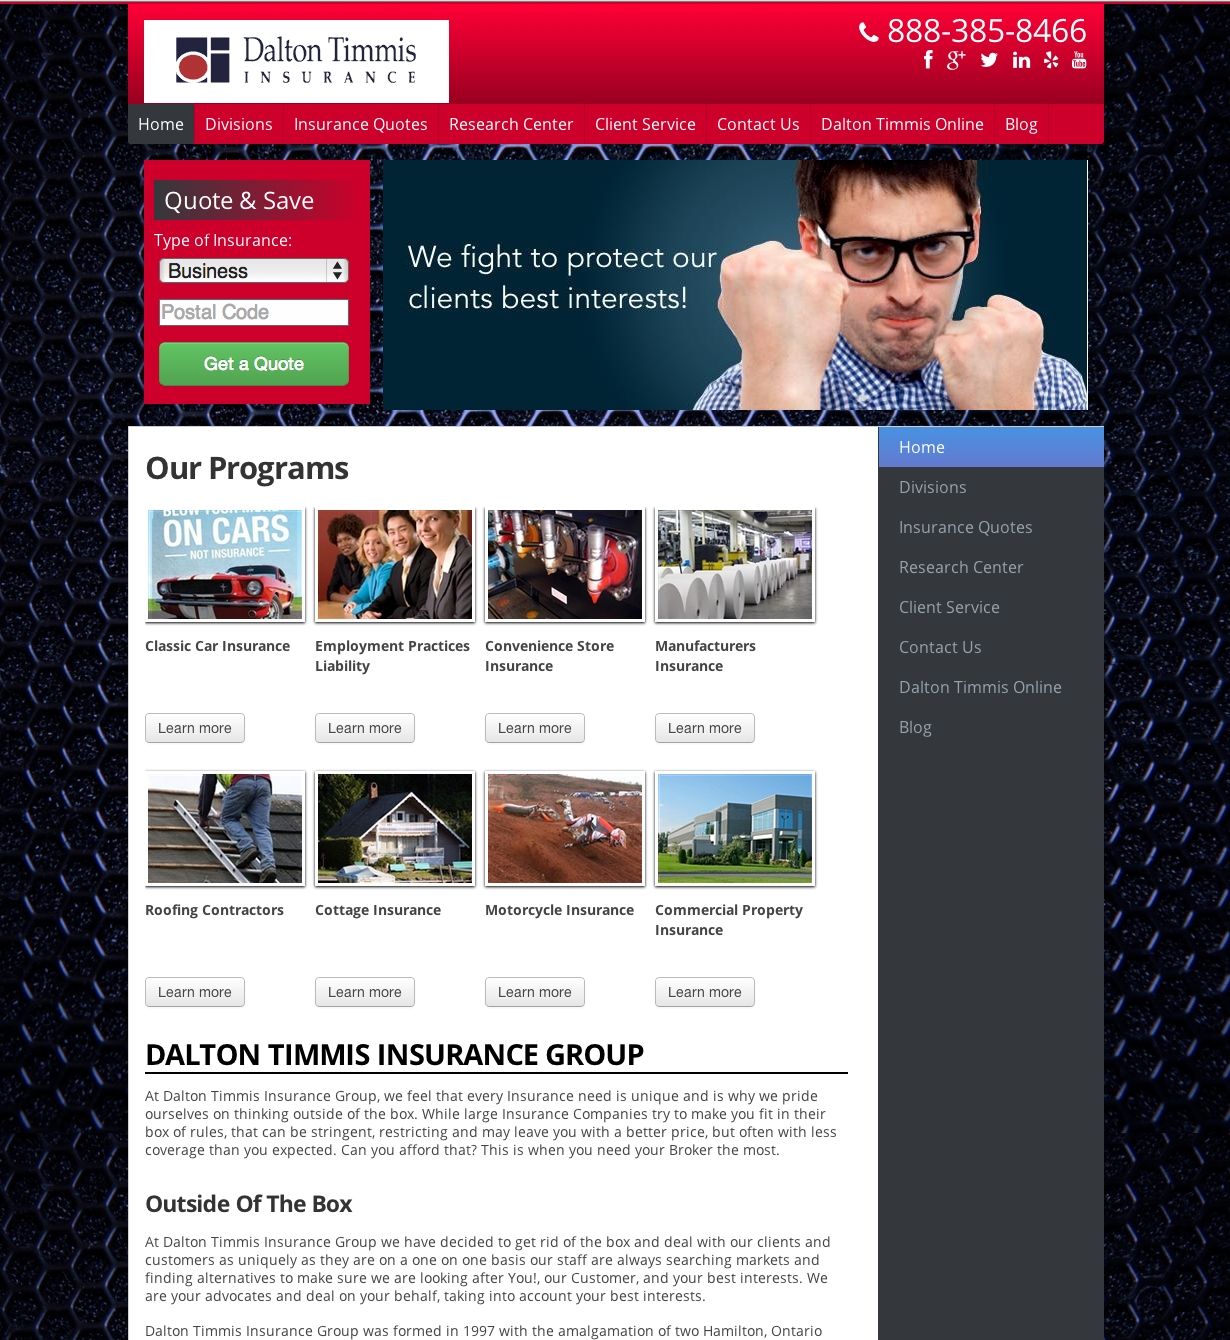 Dalton Timmis
INSURANCE
888-385-8466
You
Tube
Home Divisions Insurance Quotes Research Center Client Service Contact Us Dalton Timmis Online Blog
Quote & Save
Type of Insurance:
Business
Postal Code
Get a Quote
We fight to protect our
clients best interests!
Our Programs
BLOW YOUR MONEY
ON CARS
NOT INSURANCE
Classic Car Insurance
Learn more
Employment Practices
Liability
Learn more
Convenience Store
Insurance
Learn more
Manufacturers
Insurance
Learn more
Roofing Contractors
Learn more
Cottage Insurance
Learn more
Motorcycle Insurance
Learn more
Commercial Property
Insurance
Learn more
DALTON TIMMIS INSURANCE GROUP
At Dalton Timmis Insurance Group, we feel that every Insurance need is unique and is why we pride
ourselves on thinking outside of the box. While large Insurance Companies try to make you fit in their
box of rules, that can be stringent, restricting and may leave you with a better price, but often with less
coverage than you expected. Can you afford that? This is when you need your Broker the most.
Outside Of The Box
At Dalton Timmis Insurance Group we have decided to get rid of the box and deal with our clients and
customers as uniquely as they are on a one on one basis our staff are always searching markets and
finding alternatives to make sure we are looking after You!, our Customer, and your best interests. We
are your advocates and deal on your behalf, taking into account your best interests.
Dalton Timmis Insurance Group was formed in 1997 with the amalgamation of two Hamilton, Ontario
Home
Divisions
Insurance Quotes
Research Center
Client Service
Contact Us
Dalton Timmis Online
Blog